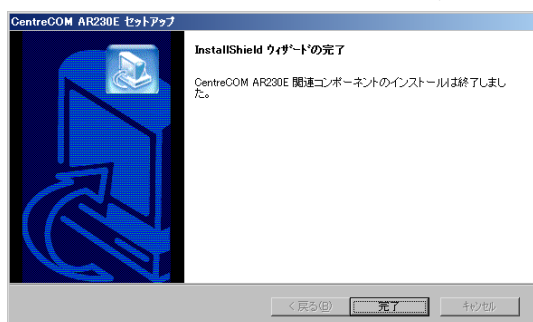 CentreCOM AR230E セットアップ
InstallShield ウィザードの完了
CentreCOM AR230E 関連コンポーネントのインストールは終了しまし
た。
< 戻る(B)
完了
キャンセル